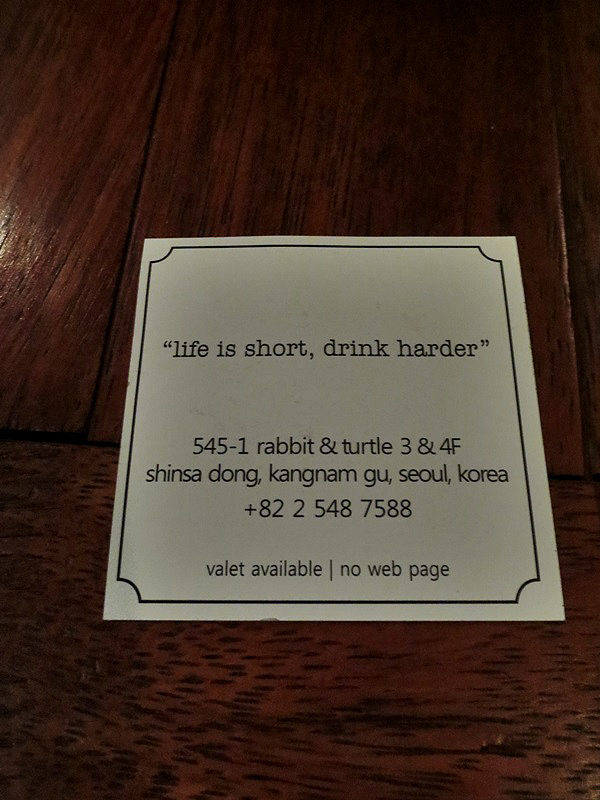 “life is short, drink harder”
545-1 rabbit & turtle 3 & 4F
shinsa dong, kangnam gu, seoul, korea
+82 2 548 7588
valet available | no web page